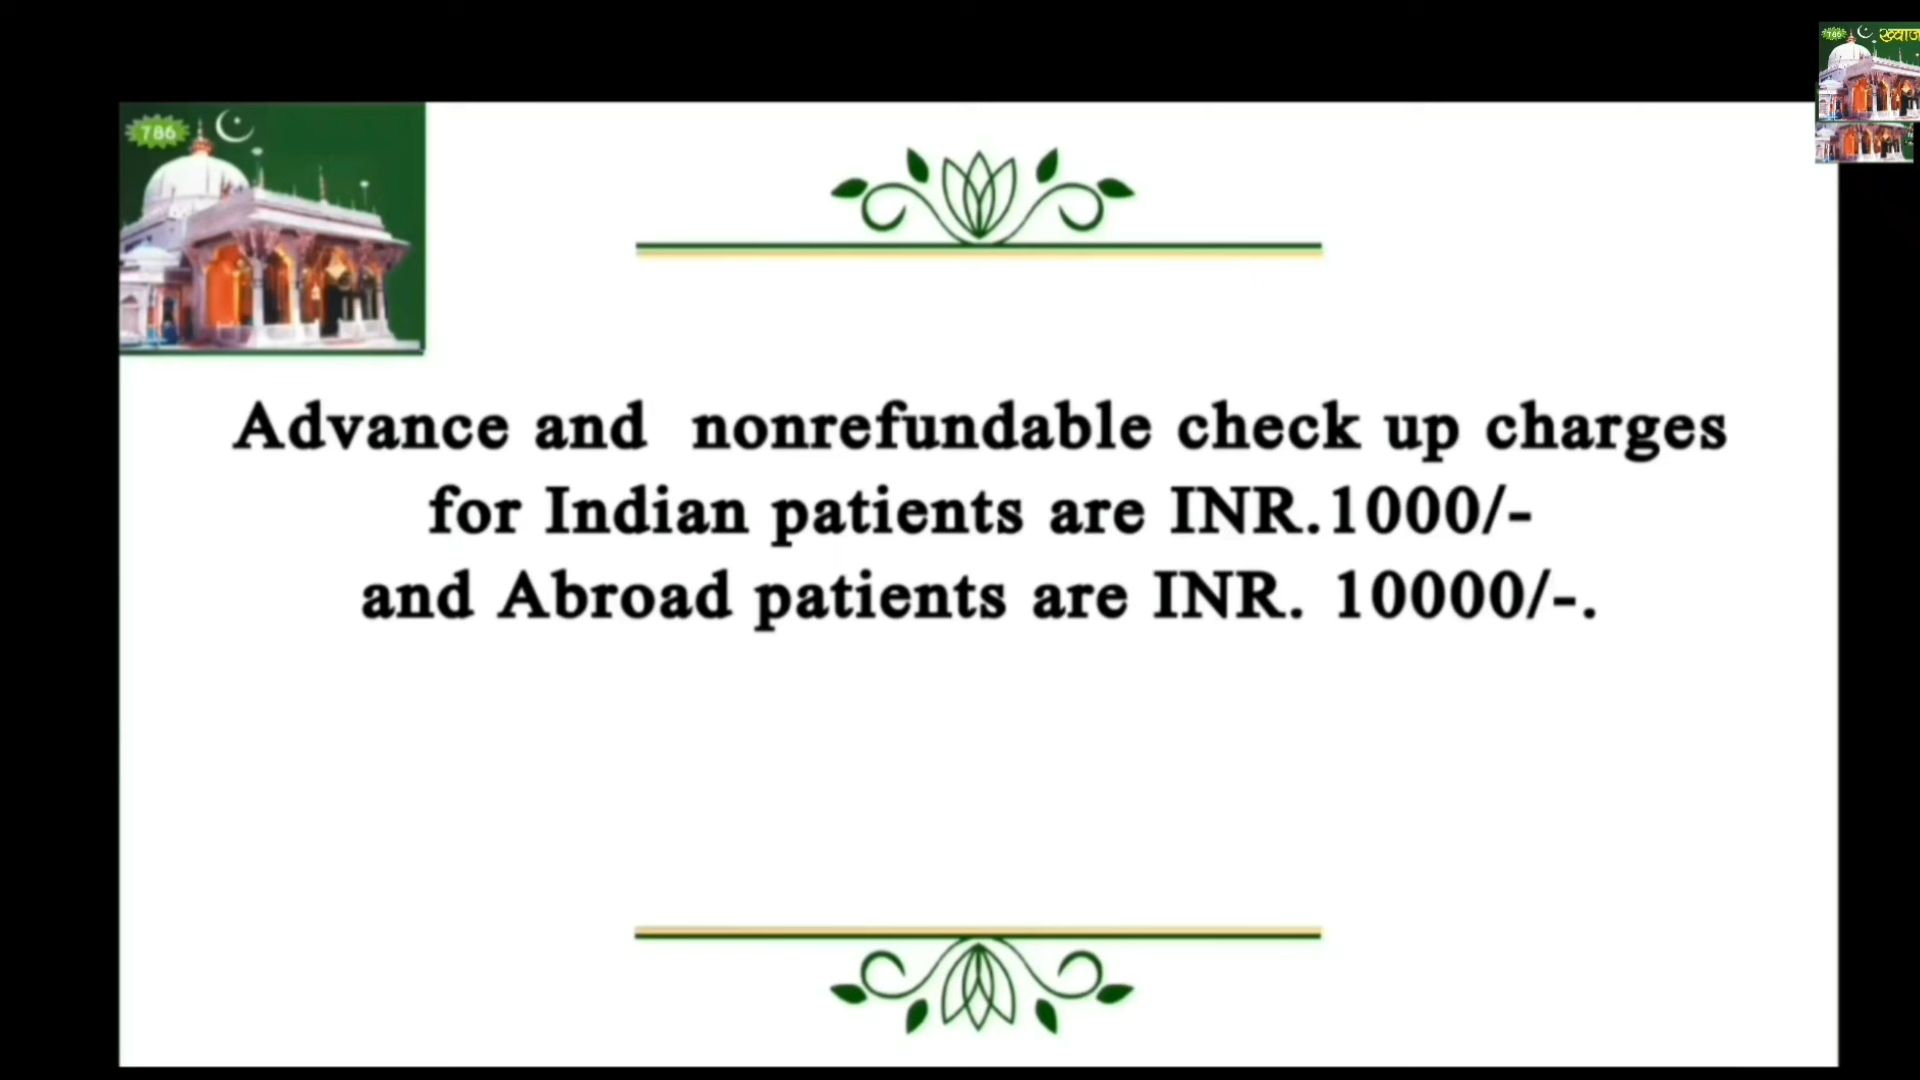 786
786
Advance and nonrefundable check up charges
for Indian patients are INR.1000/-
and Abroad patients are INR. 10000/-.